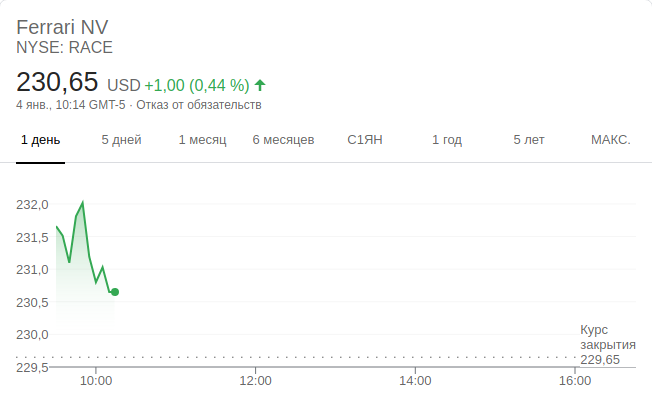 Ferrari NV
NYSE: RACE
230,65 USD +1,00 (0,44 %)
4 янв., 10:14 GMT-5 · Отказ от обязательств
1 день 5 дней 1 месяц 6 месяцев С1ЯН 1 год 5 лет МАКС.
232,0
231,5
231,0
230,5
230,0
229,5
Курс
закрытия
229,65
10:00 12:00 14:00 16:00